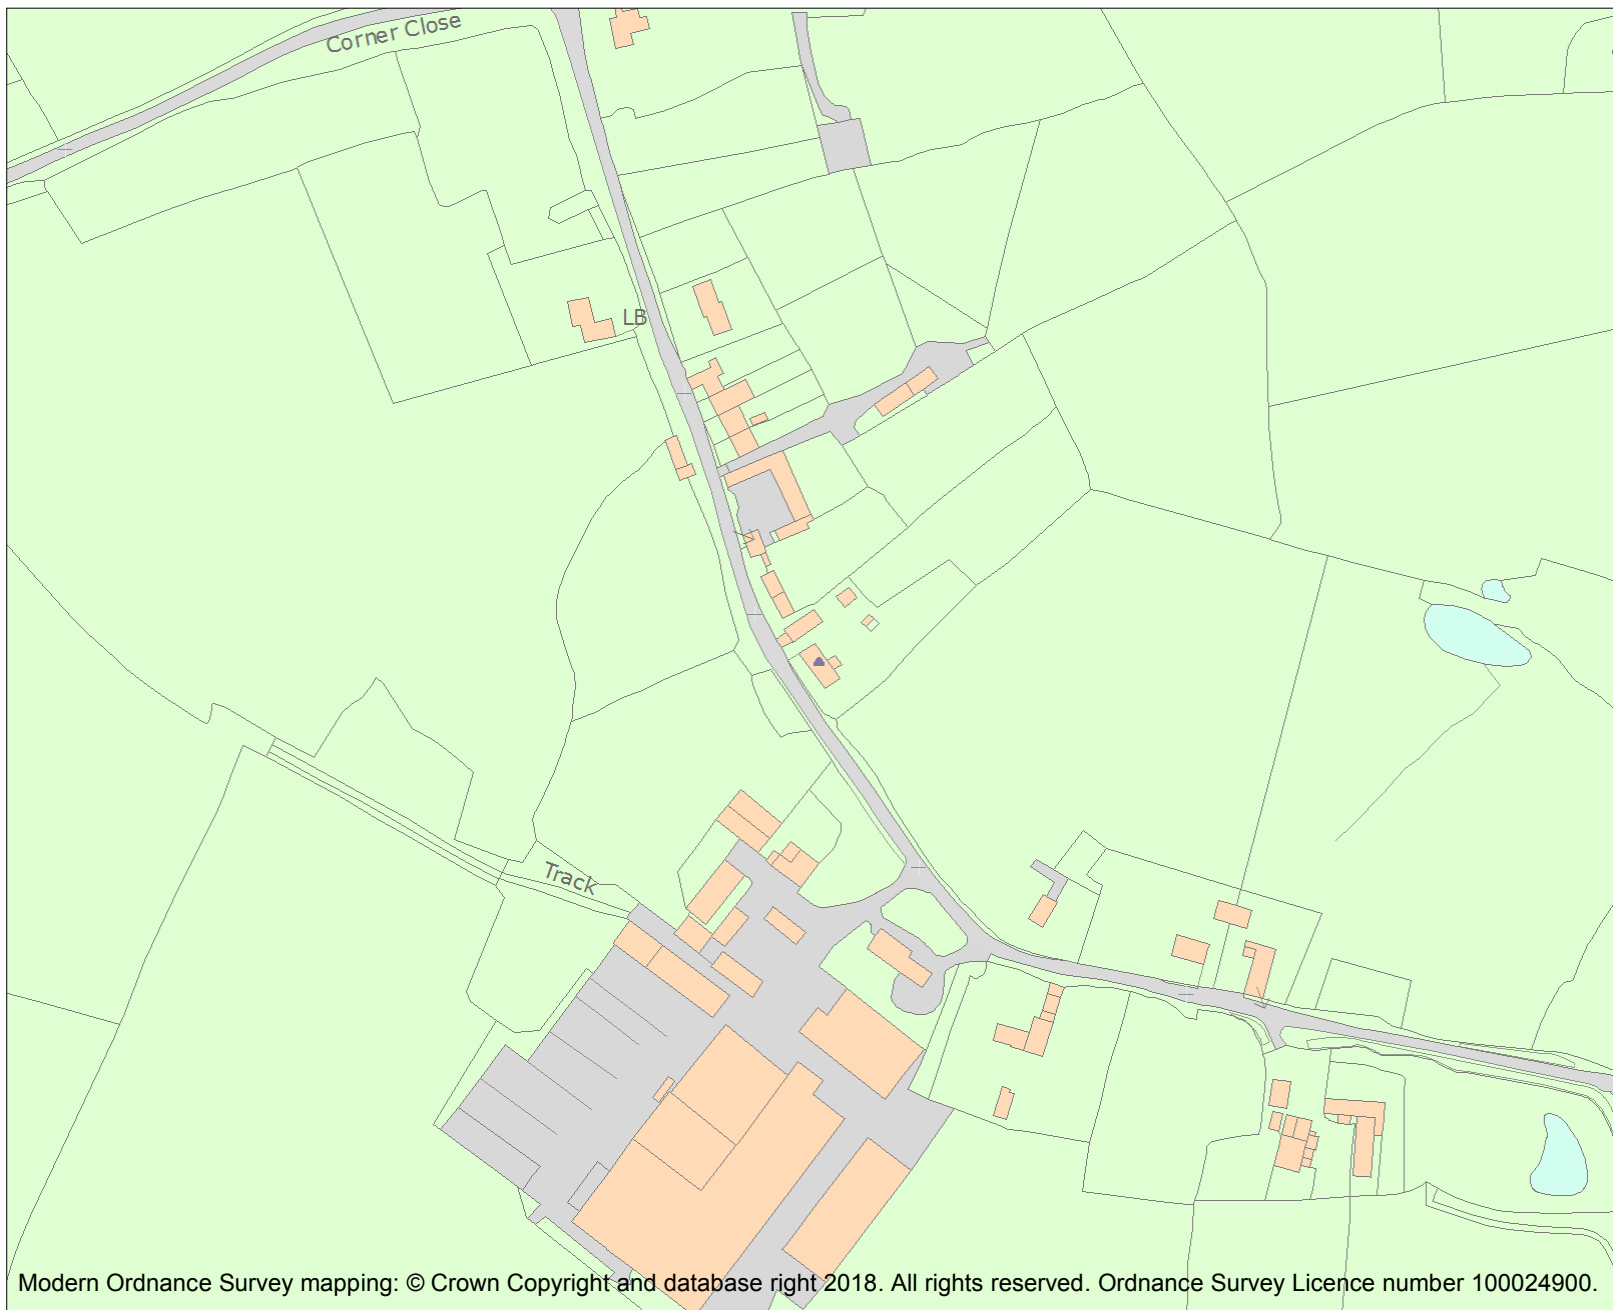 Corner Close
LB
Track
Modern Ordnance Survey mapping: © Crown Copyright and database right 2018. All rights reserved. Ordnance Survey Licence number 100024900.